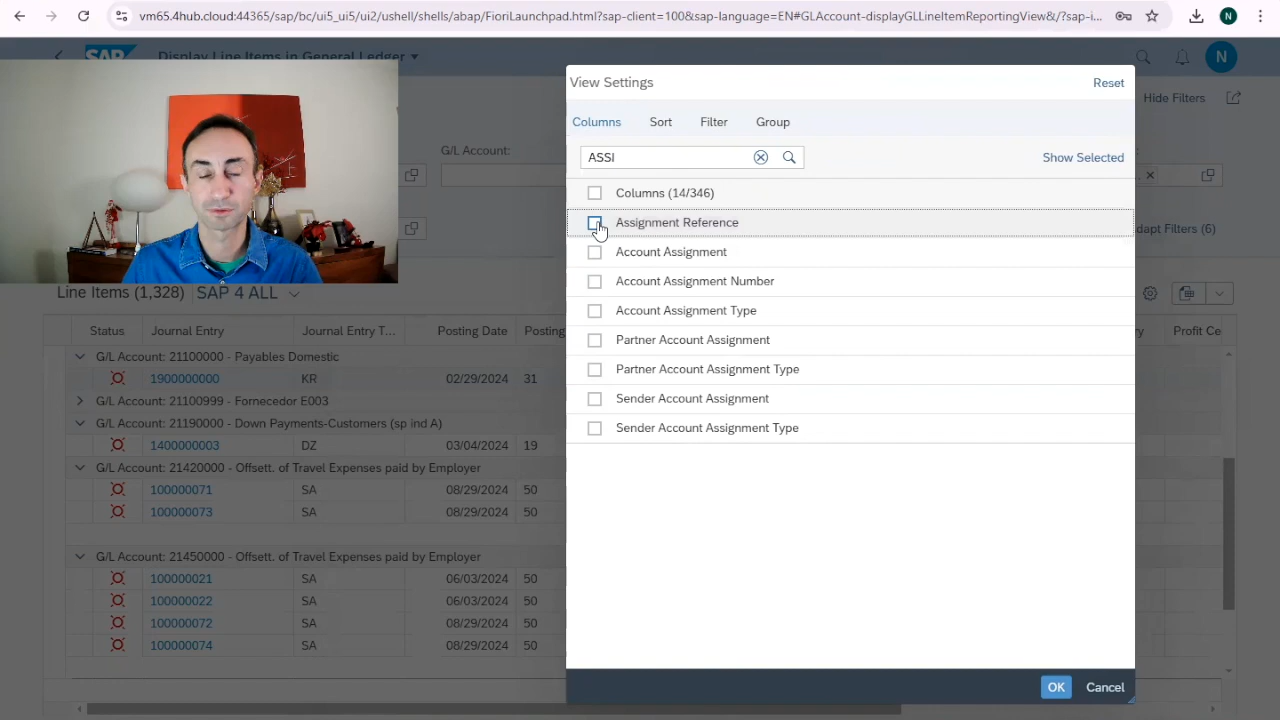 vm65.4hub.cloud:44365/sap/bc/ui5_ui5/ui2/ushell/shells/abap/FioriLaunchpad.html?sap-client=100&sap-language=EN#GLAccount-displayGLLineItemReportingView&/?sap-i...
N
SAP Display Line Items in General Ledger
N
View Settings
Reset
Hide Filters
Columns Sort Filter Group
G/L Account:
ASSI
Show Selected
Columns (14/346)
Assignment Reference
dapt Filters (6)
Account Assignment
Account Assignment Number
Line Items (1,328) SAP 4 ALL
Account Assignment Type
Status Journal Entry Journal Entry T... Posting Date Posting
Partner Account Assignment
ry Profit Ce
G/L Account: 21100000 - Payables Domestic
Partner Account Assignment Type
1900000000 KR 02/29/2024 31
Sender Account Assignment
G/L Account: 21100999 - Fornecedor E003
G/L Account: 21190000 - Down Payments-Customers (sp ind A)
Sender Account Assignment Type
1400000003 DZ 03/04/2024 19
G/L Account: 21420000 - Offsett. of Travel Expenses paid by Employer
100000071 SA 08/29/2024 50
100000073 SA 08/29/2024 50
G/L Account: 21450000 - Offsett. of Travel Expenses paid by Employer
100000021 SA 06/03/2024 50
100000022 SA 06/03/2024 50
100000072 SA 08/29/2024 50
100000074 SA 08/29/2024 50
OK Cancel